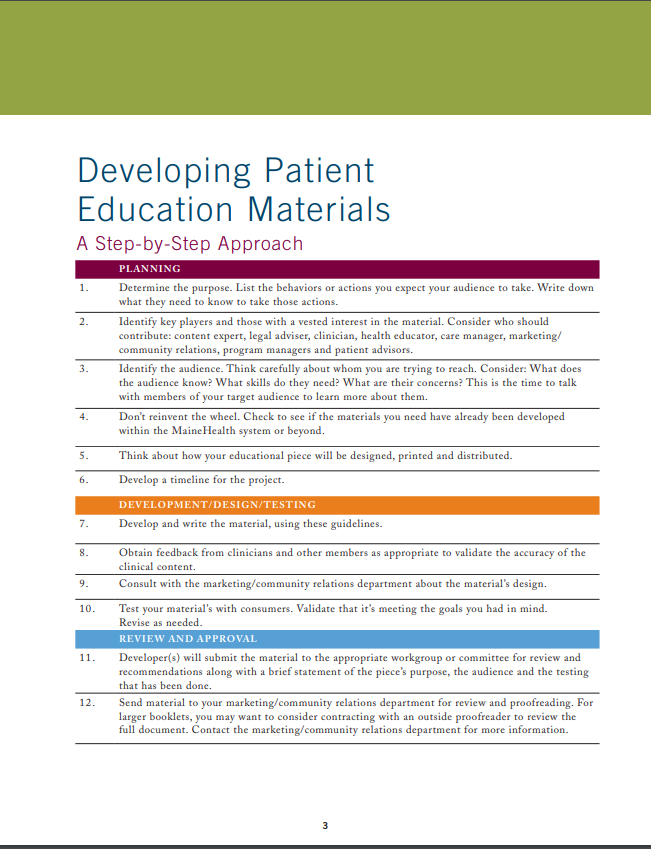 Developing Patient
Education Materials
A Step-by-Step Approach
PLANNING
1. Determine the purpose. List the behaviors or actions you expect your audience to take. Write down
what they need to know to take those actions.
2. Identify key players and those with a vested interest in the material. Consider who should
contribute: content expert, legal adviser, clinician, health educator, care manager, marketing/
community relations, program managers and patient advisors.
3. Identify the audience. Think carefully about whom you are trying to reach. Consider: What does
the audience know? What skills do they need? What are their concerns? This is the time to talk
with members of your target audience to learn more about them.
4. Don't reinvent the wheel. Check to see if the materials you need have already been developed
within the MaineHealth system or beyond.
5. Think about how your educational piece will be designed, printed and distributed.
6. Develop a timeline for the project.
DEVELOPMENT/DESIGN/TESTING
7. Develop and write the material, using these guidelines.
8. Obtain feedback from clinicians and other members as appropriate to validate the accuracy of the
clinical content.
9. Consult with the marketing/community relations department about the material's design.
10. Test your material's with consumers. Validate that it's meeting the goals you had in mind.
Revise as needed.
REVIEW AND APPROVAL
11. Developer(s) will submit the material to the appropriate workgroup or committee for review and
recommendations along with a brief statement of the piece's purpose, the audience and the testing
that has been done.
12. Send material to your marketing/community relations department for review and proofreading. For
larger booklets, you may want to consider contracting with an outside proofreader to review the
full document. Contact the marketing/community relations department for more information.
3